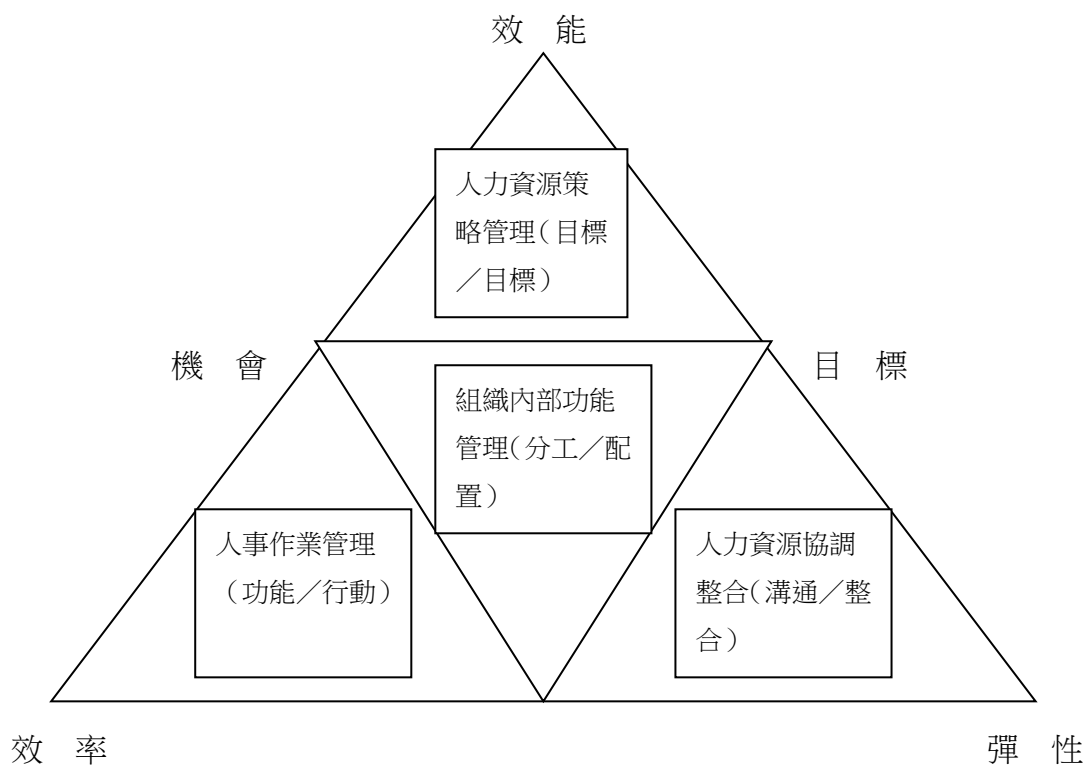 效 能
人力資源策
略管理(目標
／目標)
機 會
目 標
組織內部功能
管理(分工／配
置)
人事作業管理
（功能／行動）
人力資源協調
整合(溝通／整
合)
效 率
彈 性